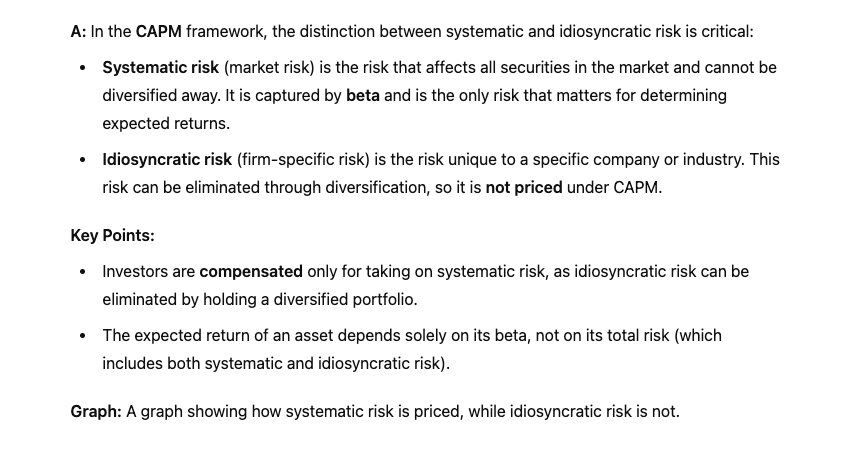 A: In the CAPM framework, the distinction between systematic and idiosyncratic risk is critical:
• Systematic risk (market risk) is the risk that affects all securities in the market and cannot be
diversified away. It is captured by beta and is the only risk that matters for determining
expected returns.
• Idiosyncratic risk (firm-specific risk) is the risk unique to a specific company or industry. This
risk can be eliminated through diversification, so it is not priced under CAPM.
Key Points:
• Investors are compensated only for taking on systematic risk, as idiosyncratic risk can be
eliminated by holding a diversified portfolio.
• The expected return of an asset depends solely on its beta, not on its total risk (which
includes both systematic and idiosyncratic risk).
Graph: A graph showing how systematic risk is priced, while idiosyncratic risk is not.